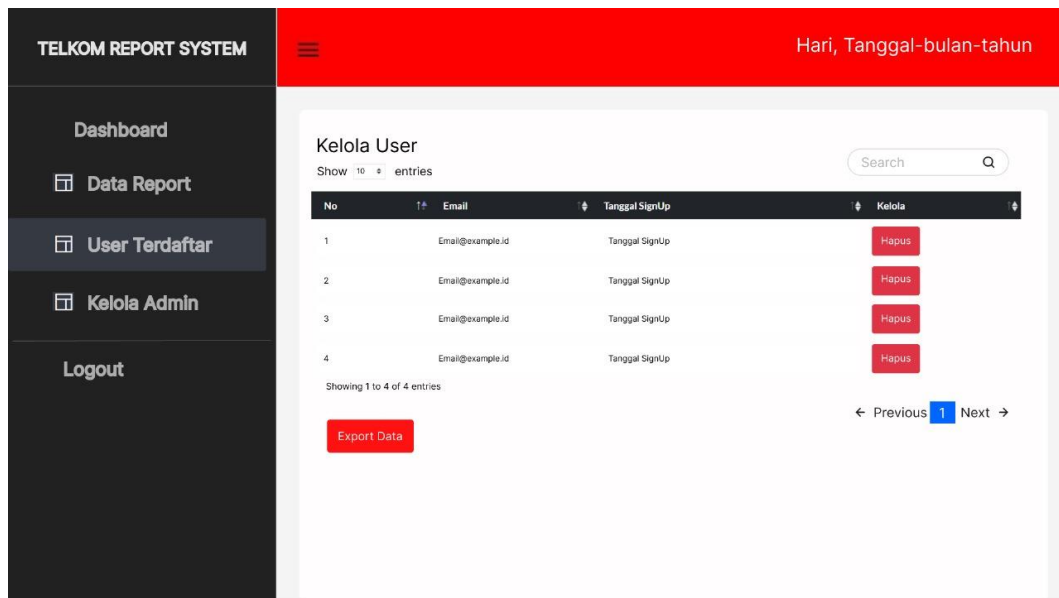 TELKOM REPORT SYSTEM
Hari, Tanggal-bulan-tahun
Dashboard
Data Report
User Terdaftar
Kelola Admin
Logout
Kelola User
Show 10 entries
Search
No Email Tanggal SignUp Kelola
1 Email@example.id Tanggal SignUp Hapus
2 Email@example.id Tanggal SignUp Hapus
3 Email@example.id Tanggal SignUp Hapus
4 Email@example.id Tanggal SignUp Hapus
Showing 1 to 4 of 4 entries
← Previous 1 Next →
Export Data